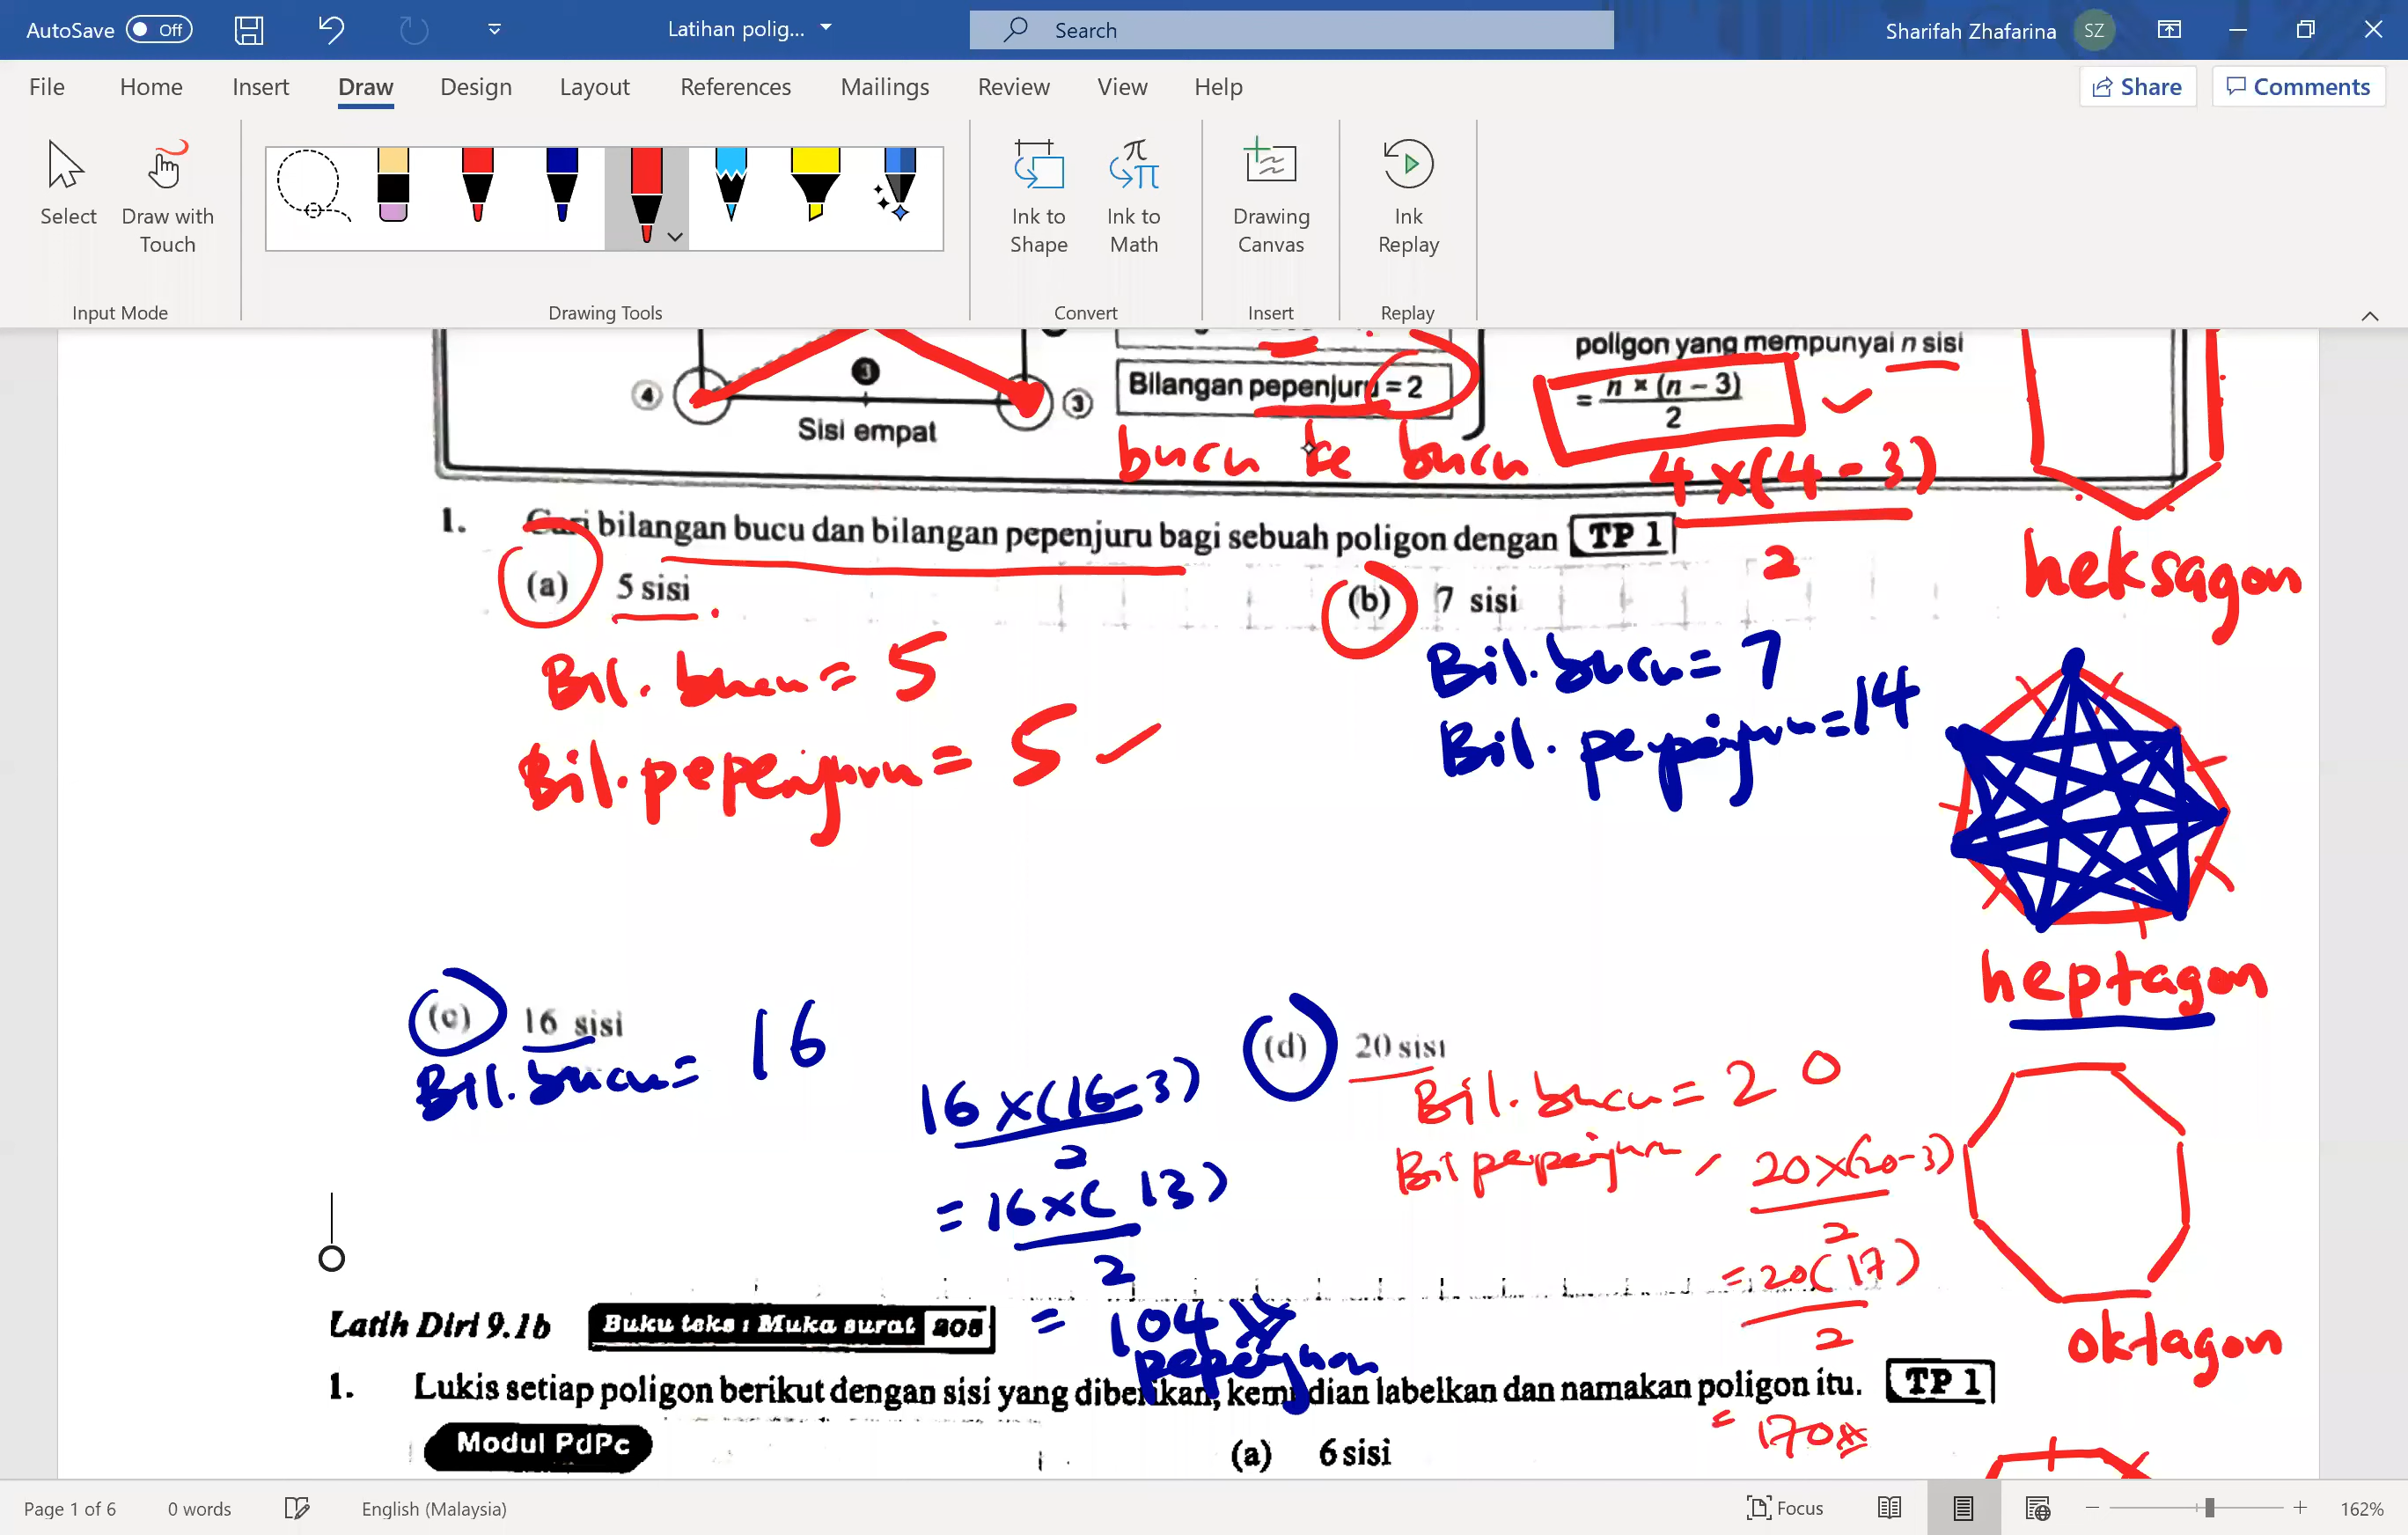 AutoSave Off Latihan polig... Search Sharifah Zhafarina SZ
File Home Insert Draw Design Layout References Mailings Review View Help Share Comments
Select
Draw with Touch
Ink to Shape
Ink to Math
Drawing Canvas
Ink Replay
Input Mode Drawing Tools Convert Insert Replay
poligon yang mempunyai n sisi
= n × (n − 3)
2
Bilangan pepenjuru = 2
4 3 3
Sisi empat
bucu ke bucu
4 × (4 - 3)
2
1. Cari bilangan bucu dan bilangan pepenjuru bagi sebuah poligon dengan TP 1
heksagon
(a) 5 sisi
(b) 7 sisi
Bil. bucu = 5
Bil. pepenjuru = 5
Bil. bucu = 7
Bil. pepenjuru = 14
heptagon
(c) 16 sisi
Bil. bucu = 16
16 × (16 - 3)
2
= 16 × ( 13)
2
= 104
pepenjuru
(d) 20 sisi
Bil. bucu = 20
Bil pepenjuru
20 × (20 - 3)
2
= 20(17)
2
= 170
oktagon
Latih Diri 9.1b Buku teks : Muka surat 205
1. Lukis setiap poligon berikut dengan sisi yang diberikan, kemudian labelkan dan namakan poligon itu. TP 1
Modul PdPc
(a) 6 sisi
Page 1 of 6 0 words English (Malaysia) Focus 162%